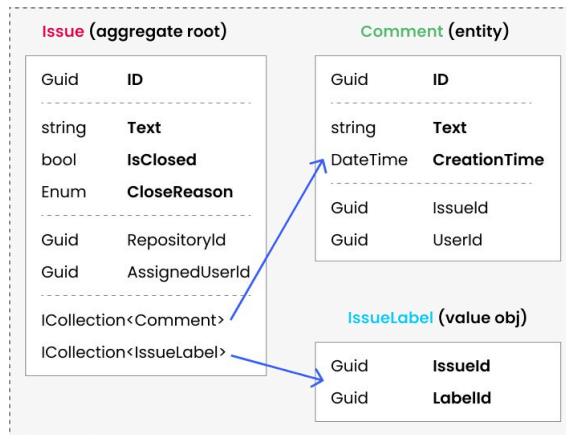 Issue (aggregate root)
Guid ID
string Text
bool IsClosed
Enum CloseReason
Guid RepositoryId
Guid AssignedUserId
ICollection<Comment>
ICollection<IssueLabel>
Comment (entity)
Guid ID
string Text
DateTime CreationTime
Guid IssueId
Guid UserId
IssueLabel (value obj)
Guid IssueId
Guid LabelId